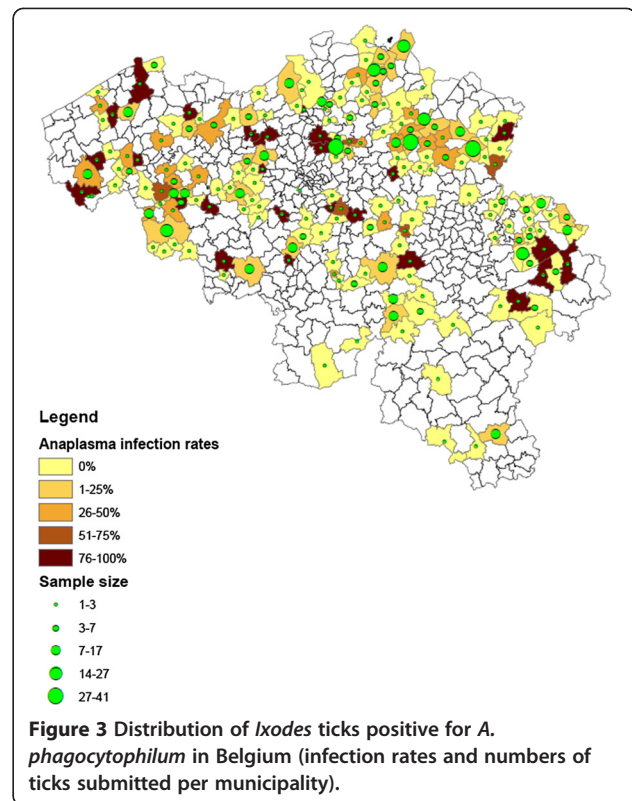 Legend
Anaplasma infection rates
0%
1-25%
26-50%
51-75%
76-100%
Sample size
1-3
3-7
7-17
14-27
27-41
Figure 3 Distribution of Ixodes ticks positive for A.
phagocytophilum in Belgium (infection rates and numbers of
ticks submitted per municipality).